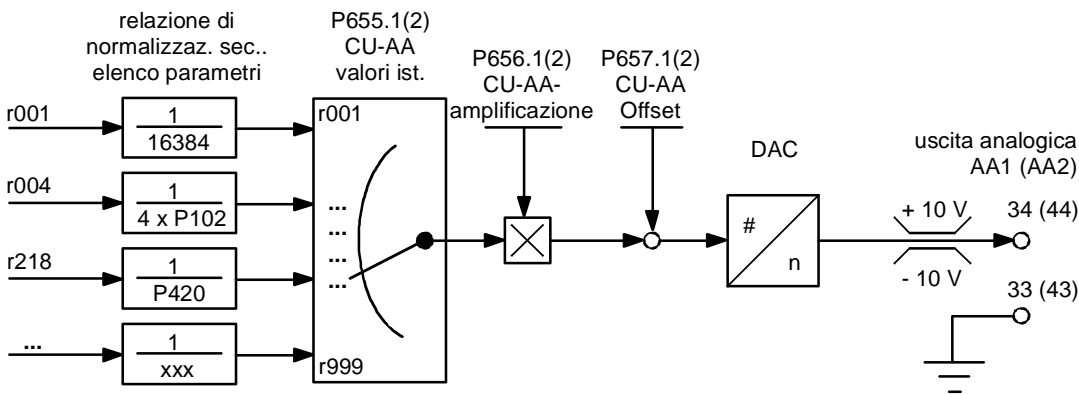 relazione di
normalizzaz. sec..
elenco parametri
P655.1(2)
CU-AA
valori ist.
P656.1(2)
CU-AA-
amplificazione
P657.1(2)
CU-AA
Offset
DAC
uscita analogica
AA1 (AA2)
r001
1
16384
r004
1
4 x P102
r218
1
P420
...
1
xxx
r001
...
...
...
...
r999
#
n
+ 10 V
- 10 V
34 (44)
33 (43)